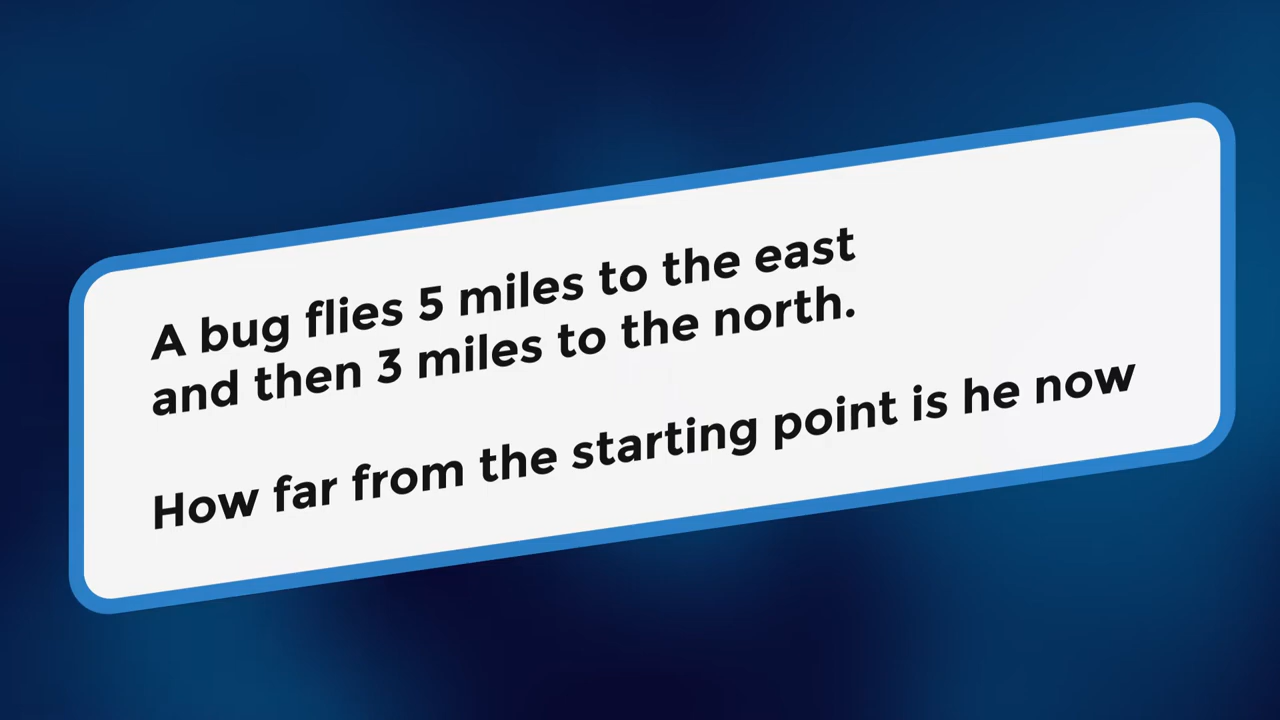 A bug flies 5 miles to the east
and then 3 miles to the north.
How far from the starting point is he now